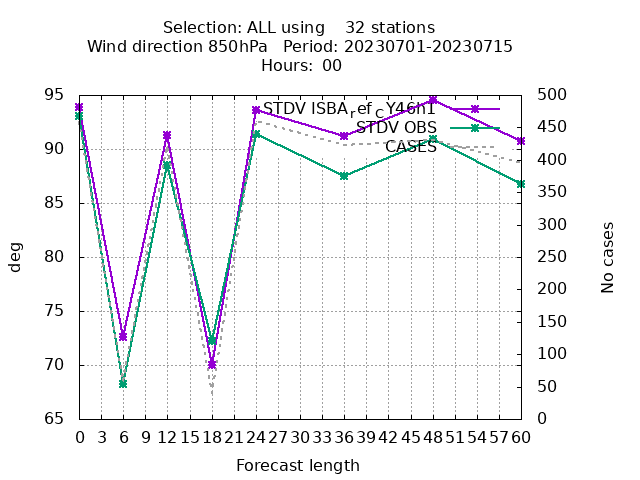 Selection: ALL using    32 stations
Wind direction 850hPa   Period: 20230701-20230715
Hours:  00
95
90
85
80
75
70
65
500
450
400
350
300
250
200
150
100
50
0
deg
No cases
STDV ISBA_ref_CY46h1
STDV OBS
CASES
0 3 6 9 12 15 18 21 24 27 30 33 36 39 42 45 48 51 54 57 60
Forecast length